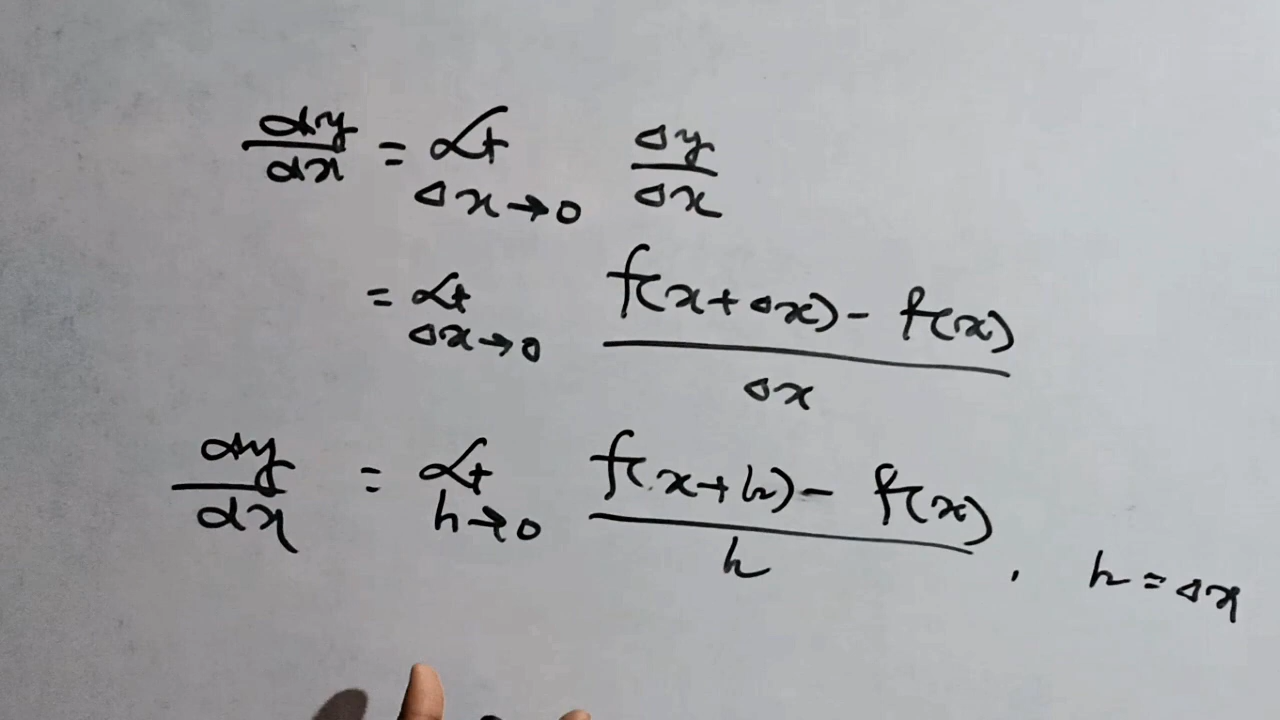 dy/dx = Lt Δx→0 Δy/Δx
= Lt Δx→0 f(x+Δx) - f(x) / Δx
dy/dx = Lt h→0 f(x+h) - f(x) / h , h = Δx